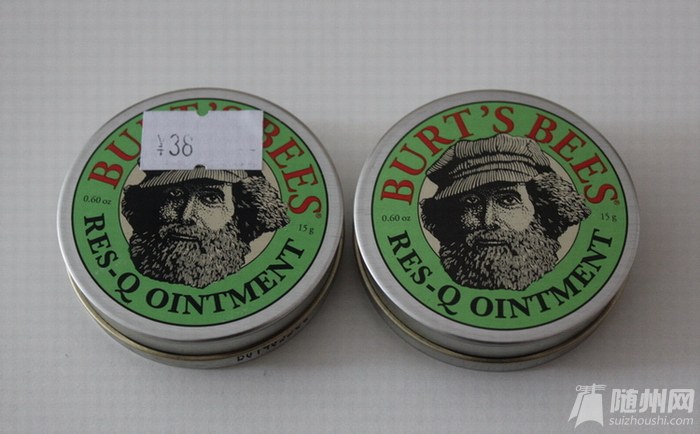 BURT'S BEES
¥38
0.60 oz
15 g
RES-Q OINTMENT
BURT'S BEES
0.60 oz
15 g
RES-Q OINTMENT
随州网
suizhoushi.com